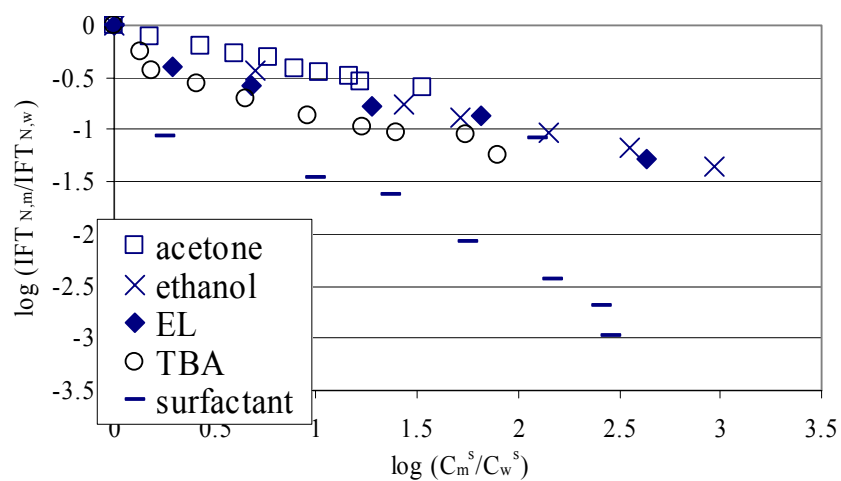 0
-0.5
-1
-1.5
-2
-2.5
-3
-3.5
log (IFT N,m/IFT N,w)
acetone
ethanol
EL
TBA
surfactant
0 0.5 1 1.5 2 2.5 3 3.5
log (Cmˢ/Cwˢ)